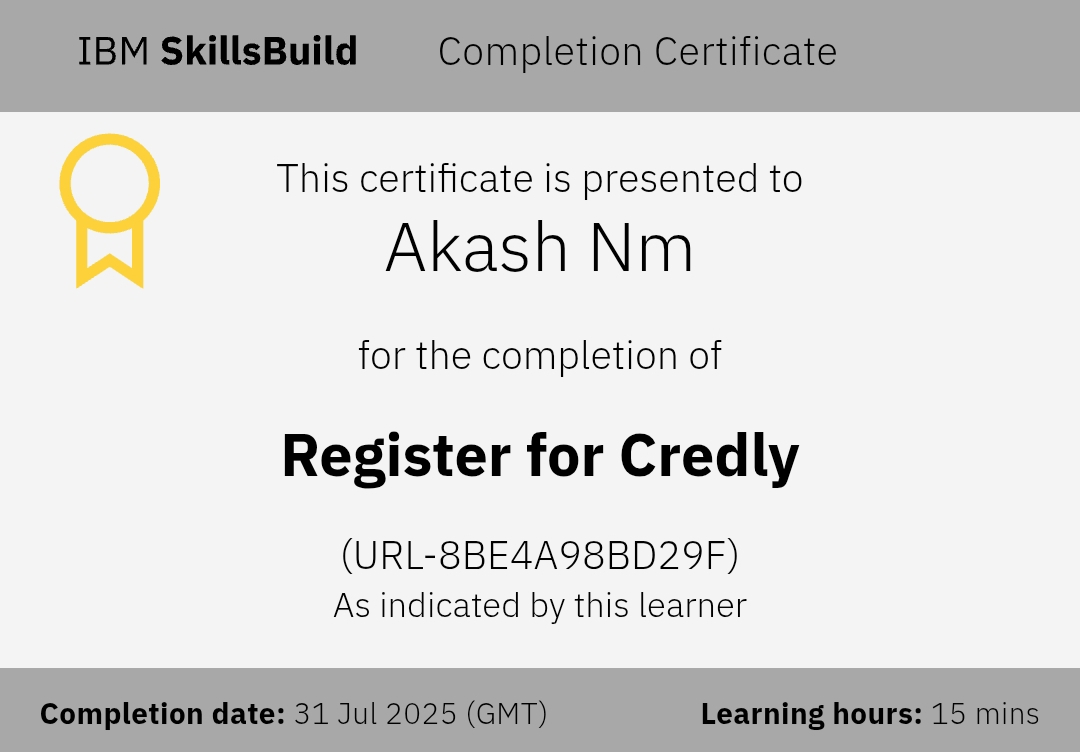 IBM SkillsBuild Completion Certificate
This certificate is presented to
Akash Nm
for the completion of
Register for Credly
(URL-8BE4A98BD29F)
As indicated by this learner
Completion date: 31 Jul 2025 (GMT) Learning hours: 15 mins